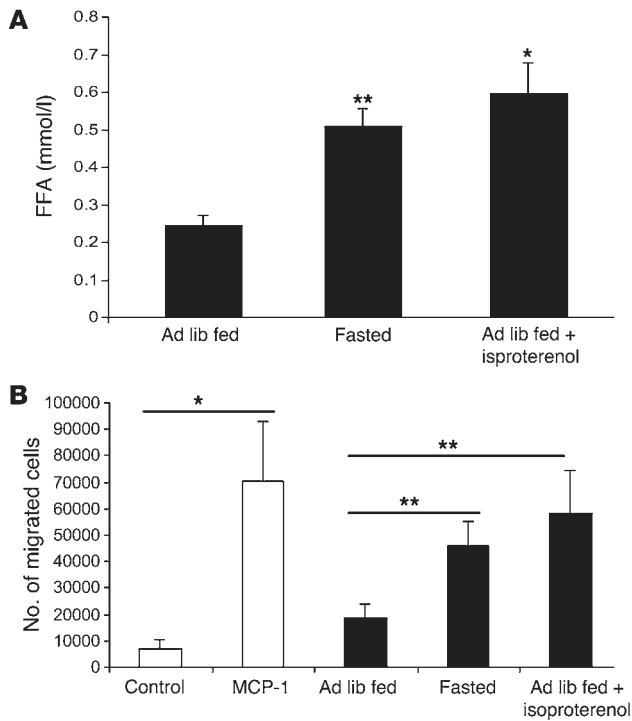 A
0.8
0.7
0.6
0.5
0.4
0.3
0.2
0.1
0
FFA (mmol/l)
**
*
Ad lib fed
Fasted
Ad lib fed +
isoproterenol
B
100000
90000
80000
70000
60000
50000
40000
30000
20000
10000
0
No. of migrated cells
*
**
**
Control
MCP-1
Ad lib fed
Fasted
Ad lib fed +
isoproterenol